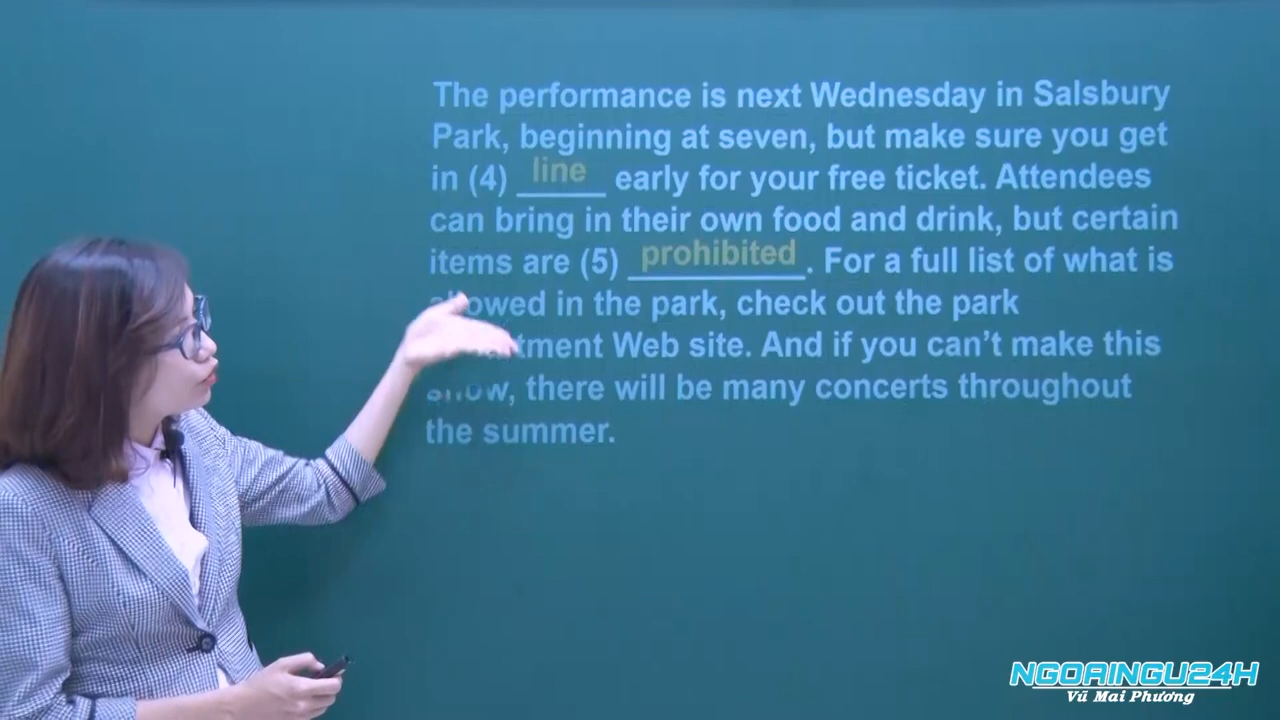 The performance is next Wednesday in Salsbury
Park, beginning at seven, but make sure you get
in (4) line early for your free ticket. Attendees
can bring in their own food and drink, but certain
items are (5) prohibited. For a full list of what is
allowed in the park, check out the park
Web site. And if you can't make this
show, there will be many concerts throughout
the summer.
NGOAINGU24H
Vũ Mai Phương